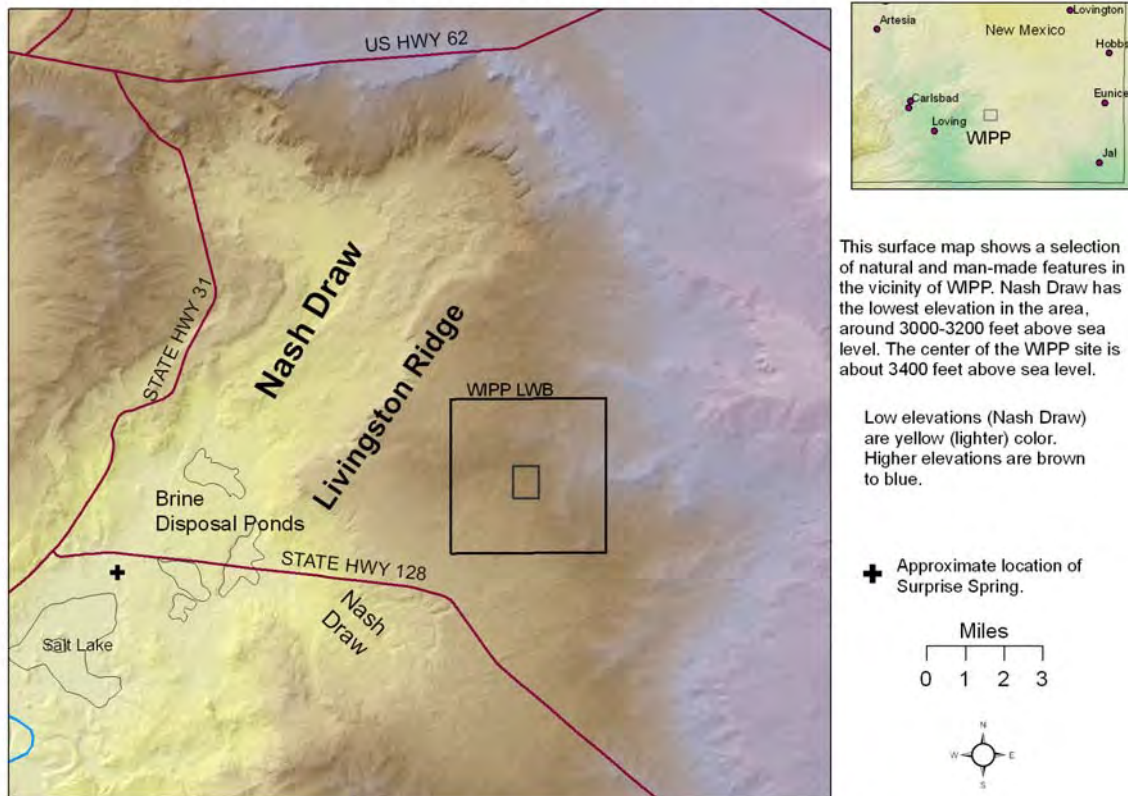 US HWY 62
STATE HWY 31
Nash Draw
Livingston Ridge
WIPP LWB
Brine
Disposal Ponds
STATE HWY 128
Nash
Draw
Salt Lake
Artesia
Lovington
New Mexico
Hobbs
Carlsbad
Eunice
Loving
WIPP
Jal
This surface map shows a selection
of natural and man-made features in
the vicinity of WIPP. Nash Draw has
the lowest elevation in the area,
around 3000-3200 feet above sea
level. The center of the WIPP site is
about 3400 feet above sea level.
Low elevations (Nash Draw)
are yellow (lighter) color.
Higher elevations are brown
to blue.
Approximate location of
Surprise Spring.
Miles
0 1 2 3
N
W E
S